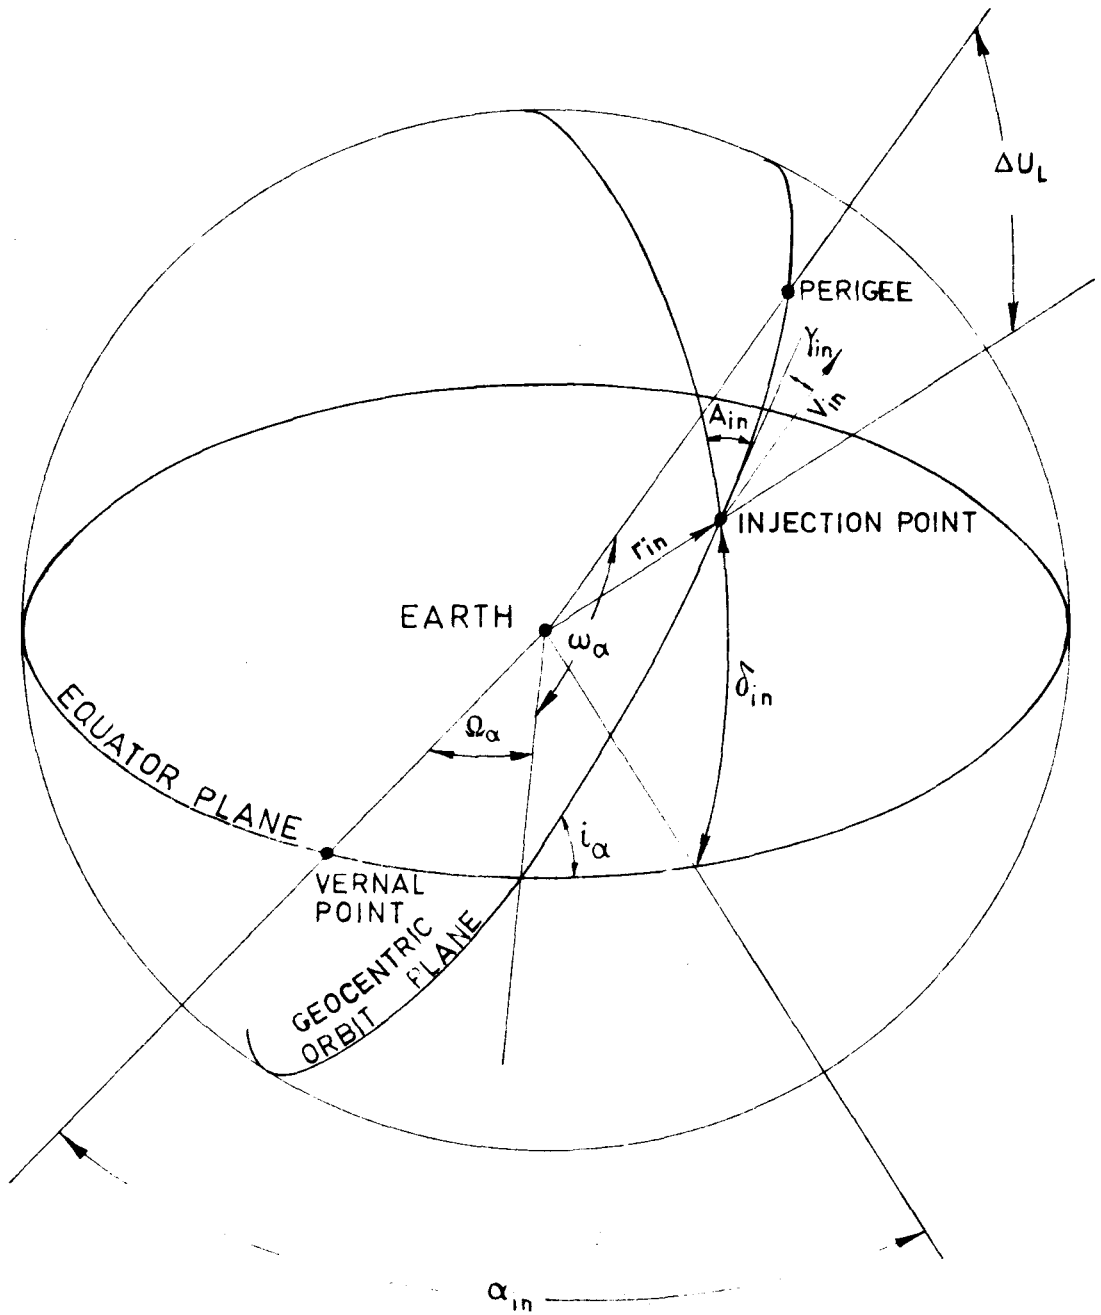 ΔU_L
PERIGEE
γ_in
V_in
A_in
INJECTION POINT
r_in
EARTH
ω_α
δ_in
Ω_α
EQUATOR PLANE
i_α
VERNAL
POINT
GEOCENTRIC
ORBIT PLANE
α_in